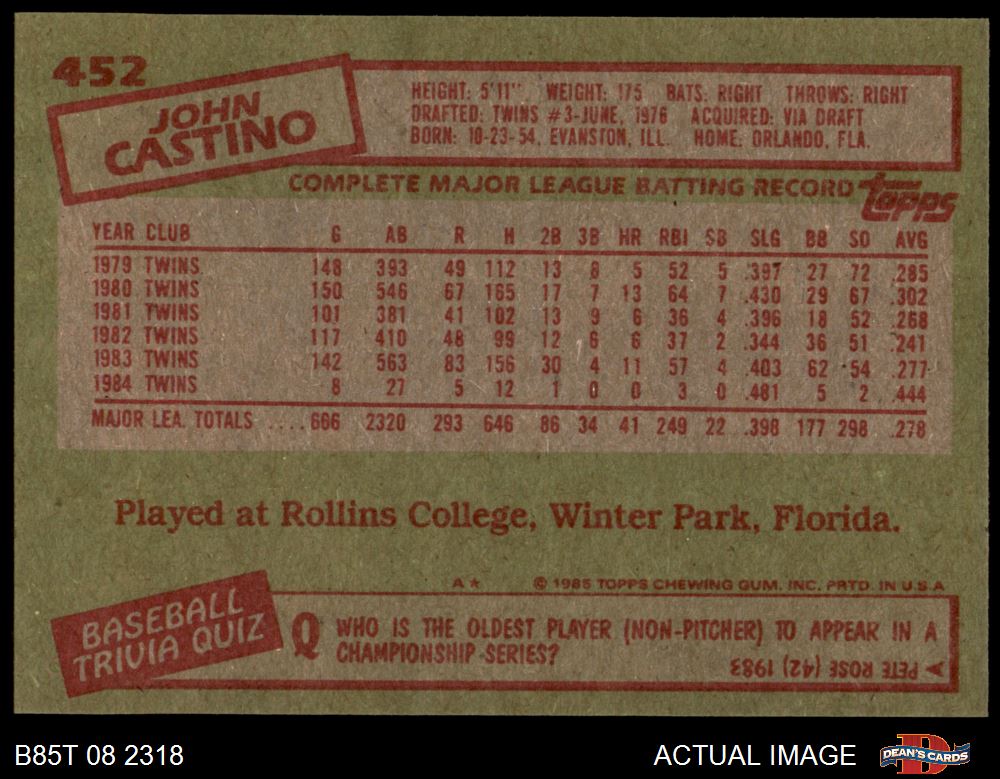 452
JOHN
CASTINO
HEIGHT: 5'11" WEIGHT: 175 BATS: RIGHT THROWS: RIGHT
DRAFTED: TWINS #3-JUNE, 1976 ACQUIRED: VIA DRAFT
BORN: 10-23-54, EVANSTON, ILL. HOME: ORLANDO, FLA.
COMPLETE MAJOR LEAGUE BATTING RECORD
topps
YEAR CLUB G AB R H 2B 3B HR RBI SB SLG BB SO AVG
1979 TWINS 148 393 49 112 13 8 5 52 5 .397 27 72 .285
1980 TWINS 150 546 67 165 17 7 13 64 7 .430 29 67 .302
1981 TWINS 101 381 41 102 13 9 6 36 4 .396 18 52 .268
1982 TWINS 117 410 48 99 12 6 6 37 2 .344 36 51 .241
1983 TWINS 142 563 83 156 30 4 11 57 4 .403 62 54 .277
1984 TWINS 8 27 5 12 1 0 0 3 0 .481 5 2 .444
MAJOR LEA. TOTALS ....666 2320 293 646 86 34 41 249 22 .398 177 298 .278
Played at Rollins College, Winter Park, Florida.
A* © 1985 TOPPS CHEWING GUM, INC. PRTD. IN U.S.A.
BASEBALL
TRIVIA QUIZ
Q WHO IS THE OLDEST PLAYER (NON-PITCHER) TO APPEAR IN A
CHAMPIONSHIP SERIES?
A PETE ROSE (42) 1983
B85T 08 2318
ACTUAL IMAGE
DEAN'S CARDS